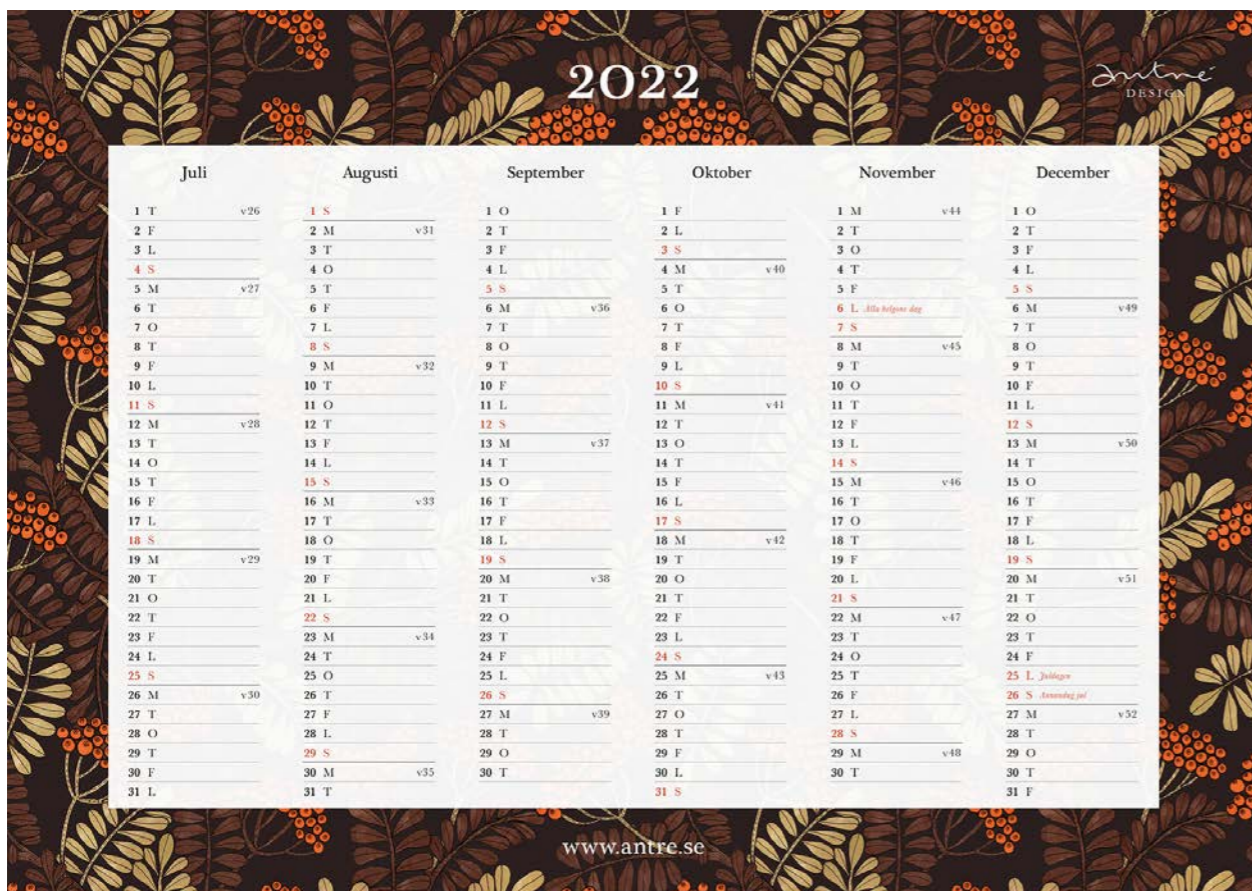 2022
antré
DESIGN
Juli
1 T v26
2 F
3 L
4 S
5 M v27
6 T
7 O
8 T
9 F
10 L
11 S
12 M v28
13 T
14 O
15 T
16 F
17 L
18 S
19 M v29
20 T
21 O
22 T
23 F
24 L
25 S
26 M v30
27 T
28 O
29 T
30 F
31 L
Augusti
1 S
2 M v31
3 T
4 O
5 T
6 F
7 L
8 S
9 M v32
10 T
11 O
12 T
13 F
14 L
15 S
16 M v33
17 T
18 O
19 T
20 F
21 L
22 S
23 M v34
24 T
25 O
26 T
27 F
28 L
29 S
30 M v35
31 T
September
1 O
2 T
3 F
4 L
5 S
6 M v36
7 T
8 O
9 T
10 F
11 L
12 S
13 M v37
14 T
15 O
16 T
17 F
18 L
19 S
20 M v38
21 T
22 O
23 T
24 F
25 L
26 S
27 M v39
28 T
29 O
30 T
Oktober
1 F
2 L
3 S
4 M v40
5 T
6 O
7 T
8 F
9 L
10 S
11 M v41
12 T
13 O
14 T
15 F
16 L
17 S
18 M v42
19 T
20 O
21 T
22 F
23 L
24 S
25 M v43
26 T
27 O
28 T
29 F
30 L
31 S
November
1 M v44
2 T
3 O
4 T
5 F
6 L Alla helgons dag
7 S
8 M v45
9 T
10 O
11 T
12 F
13 L
14 S
15 M v46
16 T
17 O
18 T
19 F
20 L
21 S
22 M v47
23 T
24 O
25 T
26 F
27 L
28 S
29 M v48
30 T
December
1 O
2 T
3 F
4 L
5 S
6 M v49
7 T
8 O
9 T
10 F
11 L
12 S
13 M v50
14 T
15 O
16 T
17 F
18 L
19 S
20 M v51
21 T
22 O
23 T
24 F
25 L Juldagen
26 S Annandag jul
27 M v52
28 T
29 O
30 T
31 F
www.antre.se